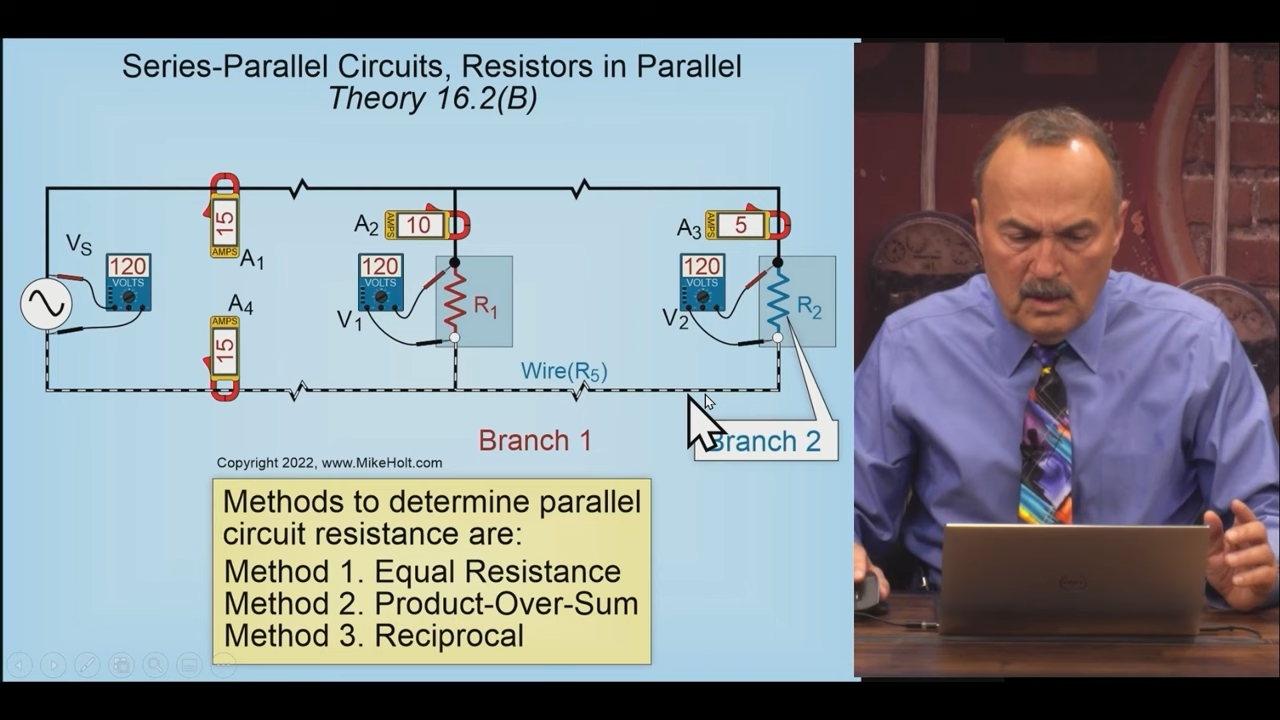 Series-Parallel Circuits, Resistors in Parallel
Theory 16.2(B)
15
AMPS
A1
VS
120
VOLTS
A2
AMPS
10
120
VOLTS
V1
R1
A3
AMPS
5
120
VOLTS
V2
R2
A4
AMPS
15
Wire(R5)
Branch 1
Branch 2
Copyright 2022, www.MikeHolt.com
Methods to determine parallel
circuit resistance are:
Method 1. Equal Resistance
Method 2. Product-Over-Sum
Method 3. Reciprocal